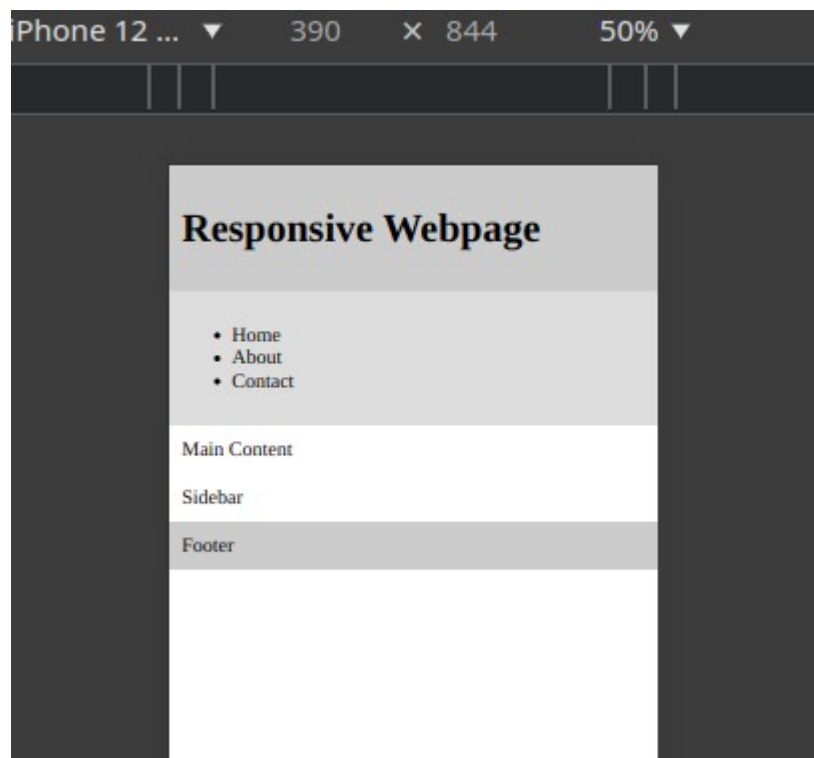 iPhone 12 ... ▼ 390 × 844 50% ▼
Responsive Webpage
• Home
• About
• Contact
Main Content
Sidebar
Footer